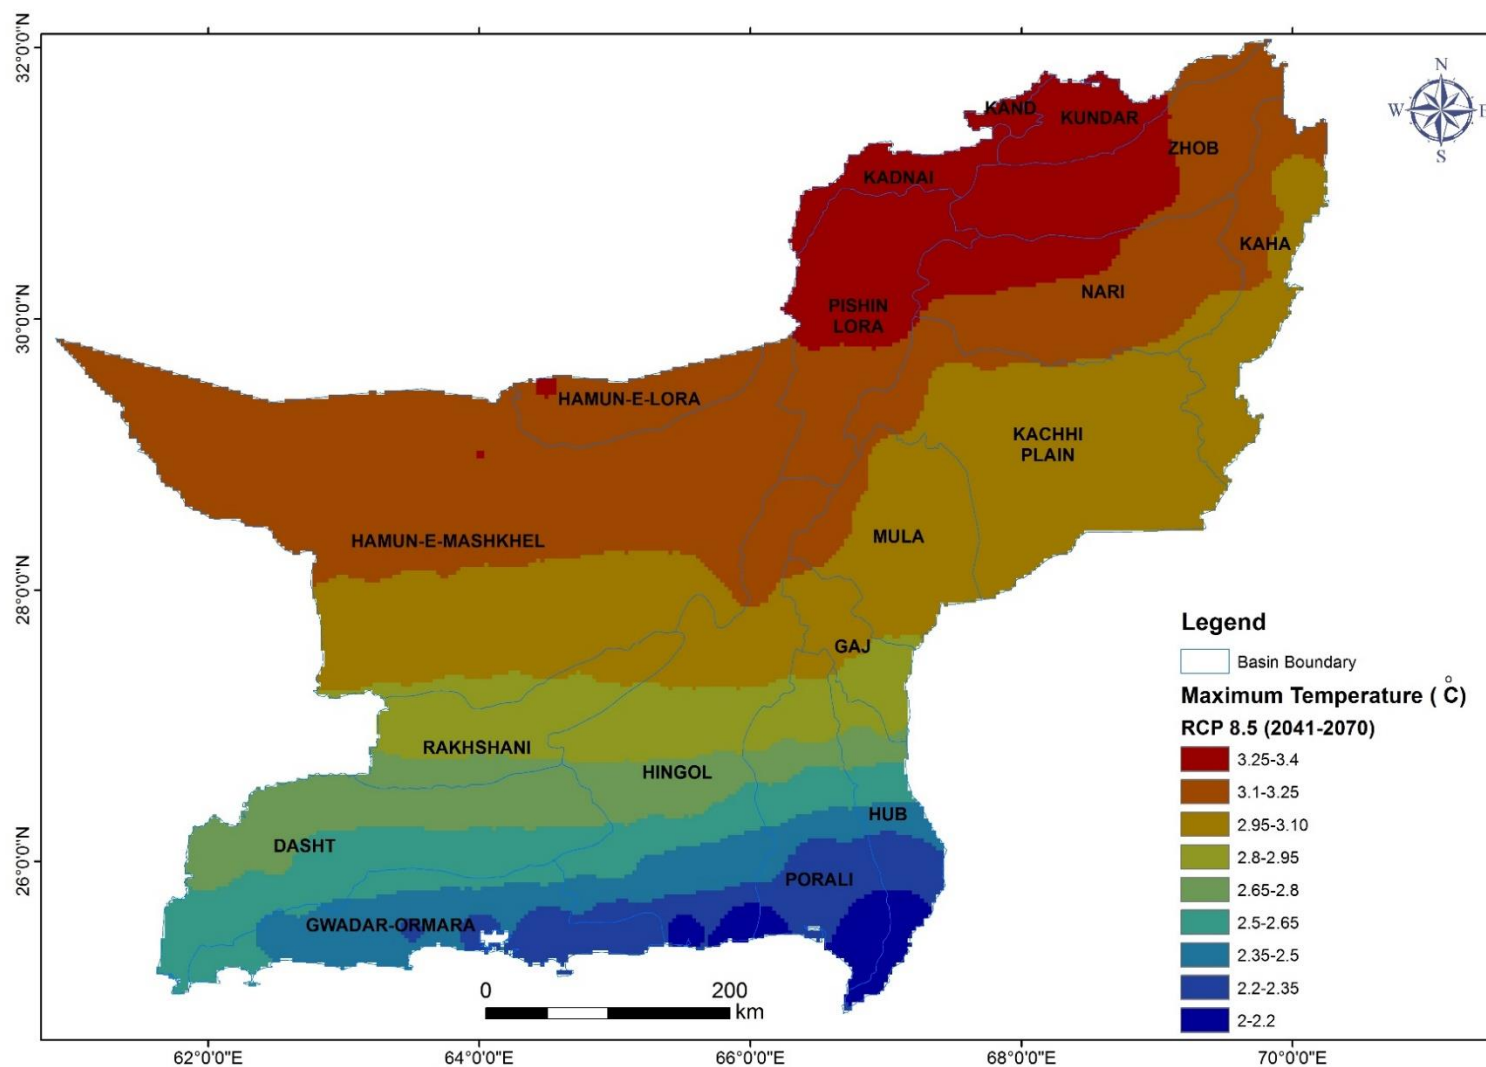 32°0'0"N
30°0'0"N
28°0'0"N
26°0'0"N
N
W
E
S
KAND
KUNDAR
ZHOB
KADNAI
KAHA
NARI
PISHIN
LORA
HAMUN-E-LORA
KACHHI
PLAIN
HAMUN-E-MASHKHEL
MULA
GAJ
RAKHSHANI
HINGOL
HUB
DASHT
PORALI
GWADAR-ORMARA
0 200
km
Legend
Basin Boundary
Maximum Temperature ( C̊)
RCP 8.5 (2041-2070)
3.25-3.4
3.1-3.25
2.95-3.10
2.8-2.95
2.65-2.8
2.5-2.65
2.35-2.5
2.2-2.35
2-2.2
62°0'0"E 64°0'0"E 66°0'0"E 68°0'0"E 70°0'0"E